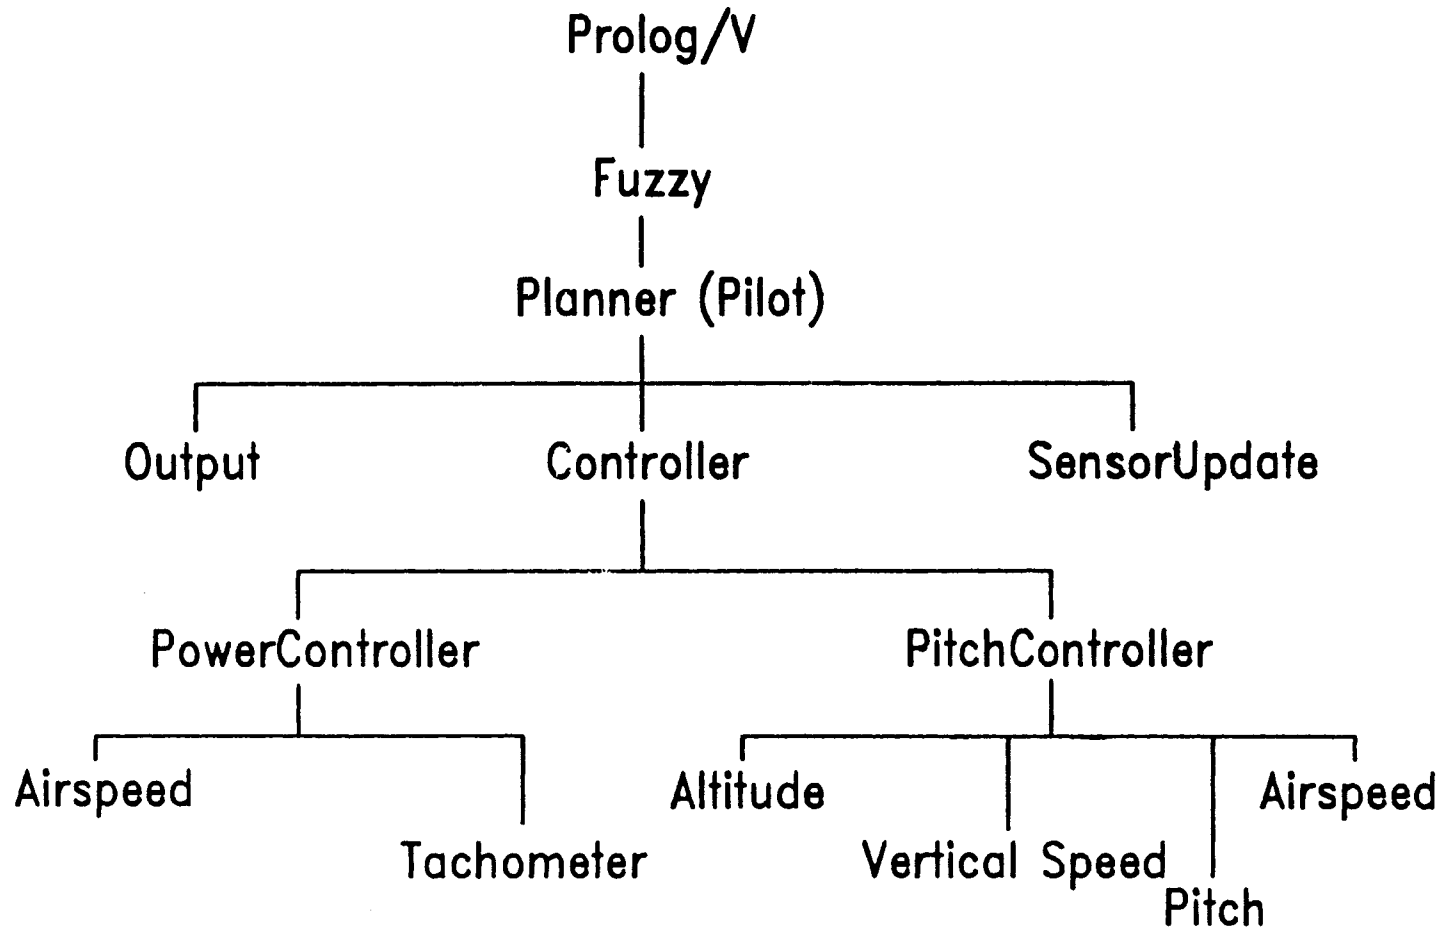 Prolog/V
Fuzzy
Planner (Pilot)
Output
Controller
SensorUpdate
PowerController
PitchController
Airspeed
Tachometer
Altitude
Vertical Speed
Pitch
Airspeed